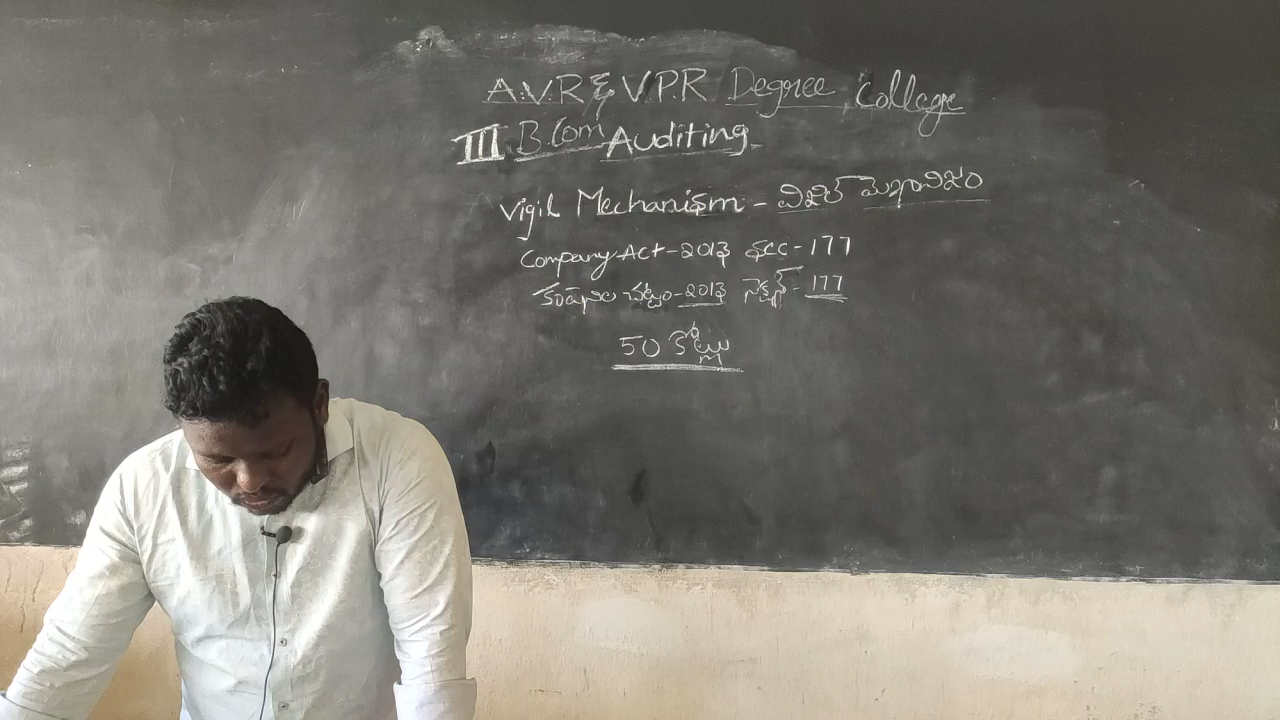 A.V.R & V.P.R Degree College
III B.Com Auditing
Vigil Mechanism - విజిల్ మెఖానిజం
Company Act-2013 Sec-177
కంపెనీల చట్టం-2013 సెక్షన్-177
50 కోట్లు